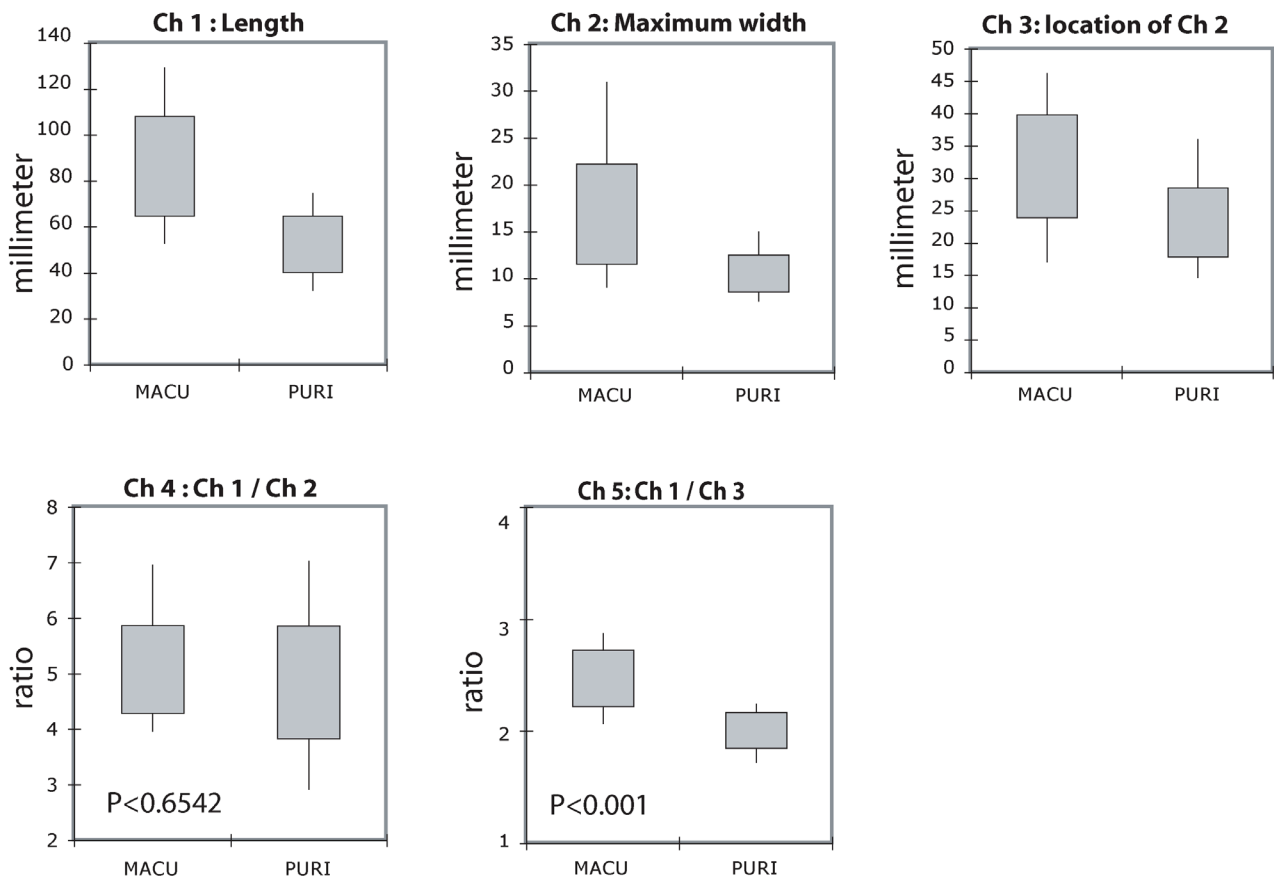 Ch 1 : Length
140
120
100
80
60
40
20
0
millimeter
MACU PURI
Ch 2: Maximum width
35
30
25
20
15
10
5
0
millimeter
MACU PURI
Ch 3: location of Ch 2
50
45
40
35
30
25
20
15
10
5
0
millimeter
MACU PURI
Ch 4 : Ch 1 / Ch 2
8
7
6
5
4
3
2
ratio
P<0.6542
MACU PURI
Ch 5: Ch 1 / Ch 3
4
3
2
1
ratio
P<0.001
MACU PURI